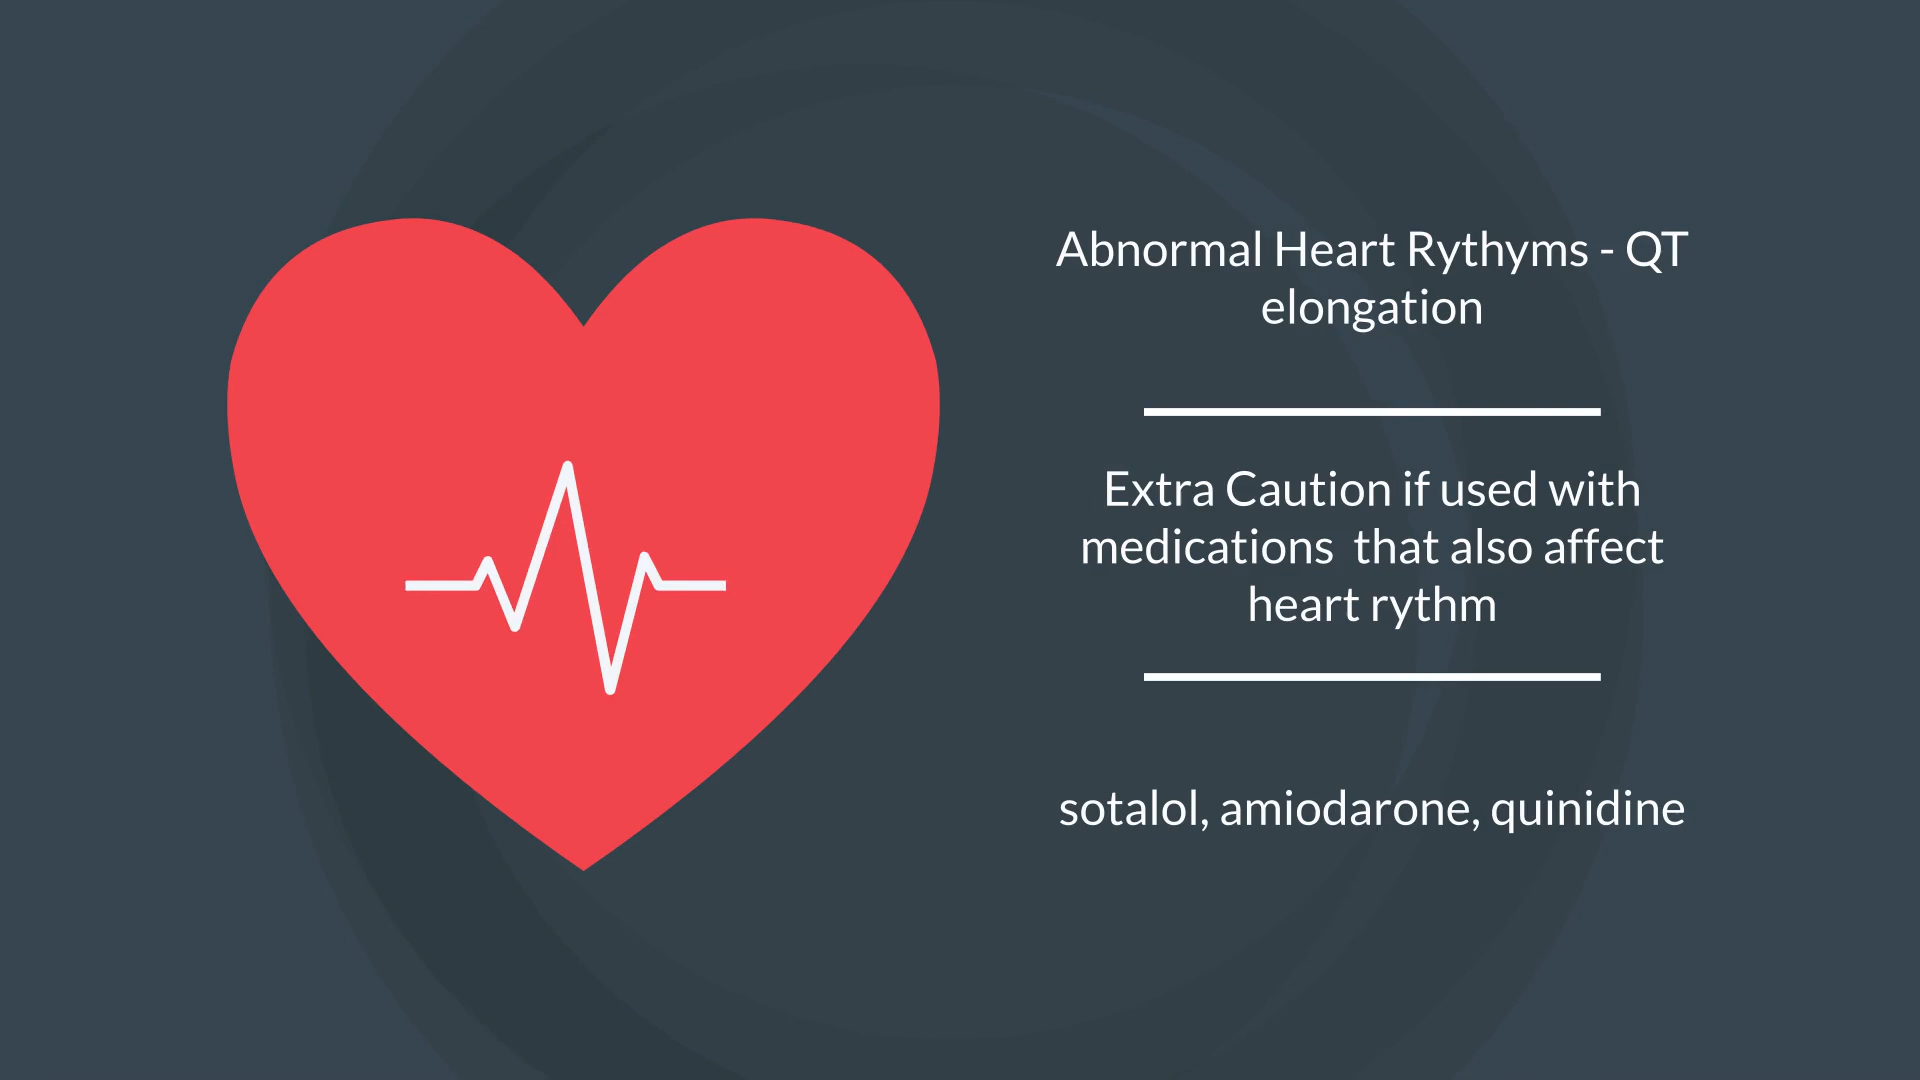 Abnormal Heart Rythyms - QT
elongation
Extra Caution if used with
medications  that also affect
heart rythm
sotalol, amiodarone, quinidine